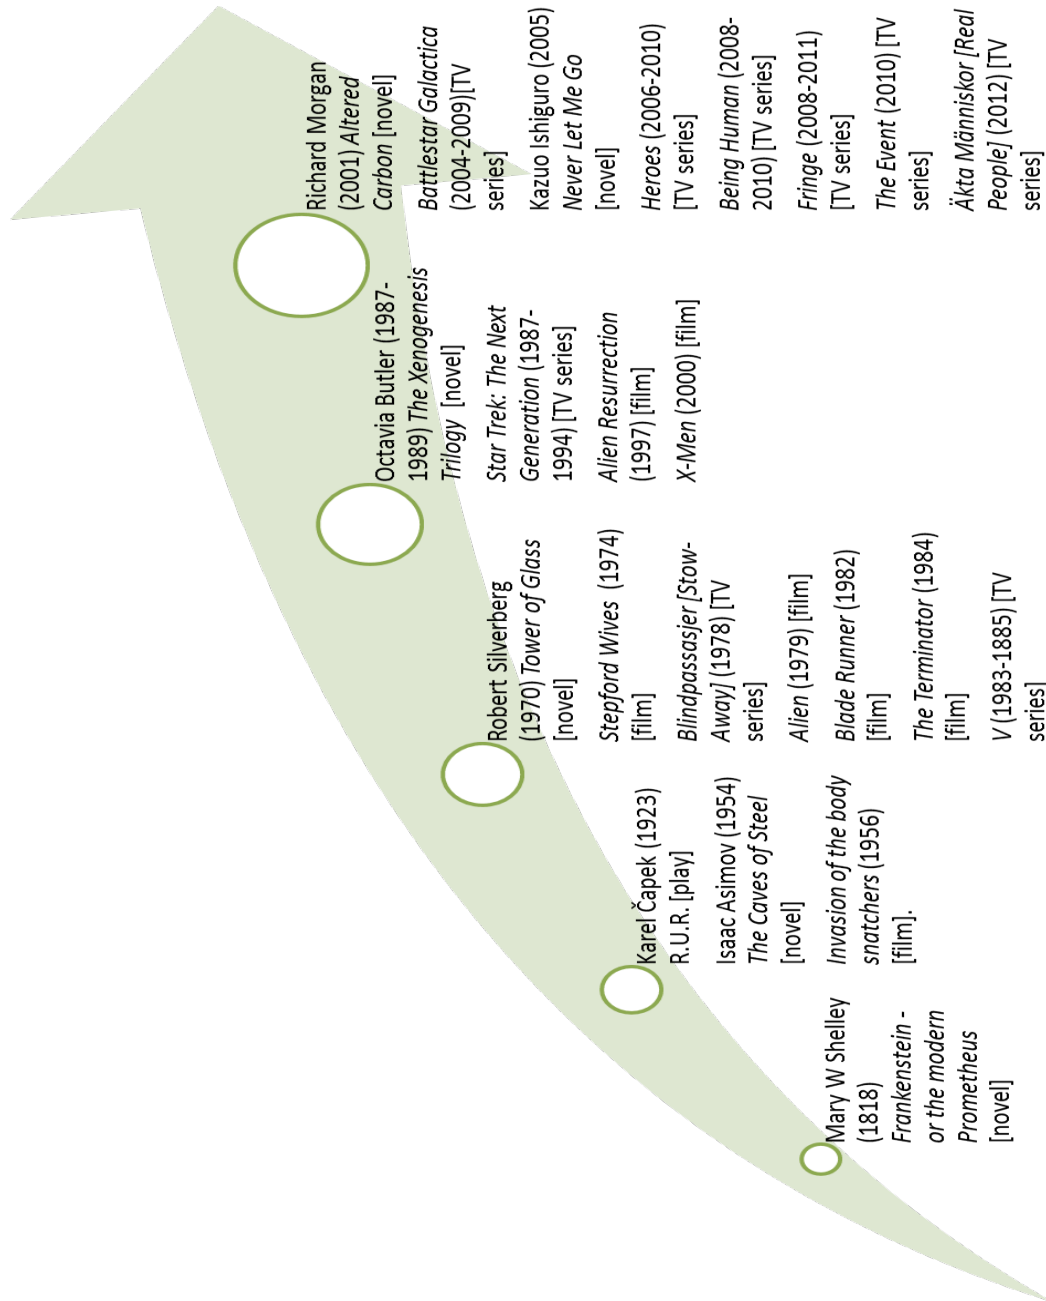 Mary W Shelley
(1818)
Frankenstein -
or the modern
Prometheus
[novel]
Karel Čapek (1923)
R.U.R. [play]
Isaac Asimov (1954)
The Caves of Steel
[novel]
Invasion of the body
snatchers (1956)
[film].
Robert Silverberg
(1970) Tower of Glass
[novel]
Stepford Wives (1974)
[film]
Blindpassasjer [Stow-
Away] (1978) [TV
series]
Alien (1979) [film]
Blade Runner (1982)
[film]
The Terminator (1984)
[film]
V (1983-1885) [TV
series]
Octavia Butler (1987-
1989) The Xenogenesis
Trilogy [novel]
Star Trek: The Next
Generation (1987-
1994) [TV series]
Alien Resurrection
(1997) [film]
X-Men (2000) [film]
Richard Morgan
(2001) Altered
Carbon [novel]
Battlestar Galactica
(2004-2009)[TV
series]
Kazuo Ishiguro (2005)
Never Let Me Go
[novel]
Heroes (2006-2010)
[TV series]
Being Human (2008-
2010) [TV series]
Fringe (2008-2011)
[TV series]
The Event (2010) [TV
series]
Äkta Människor [Real
People] (2012) [TV
series]